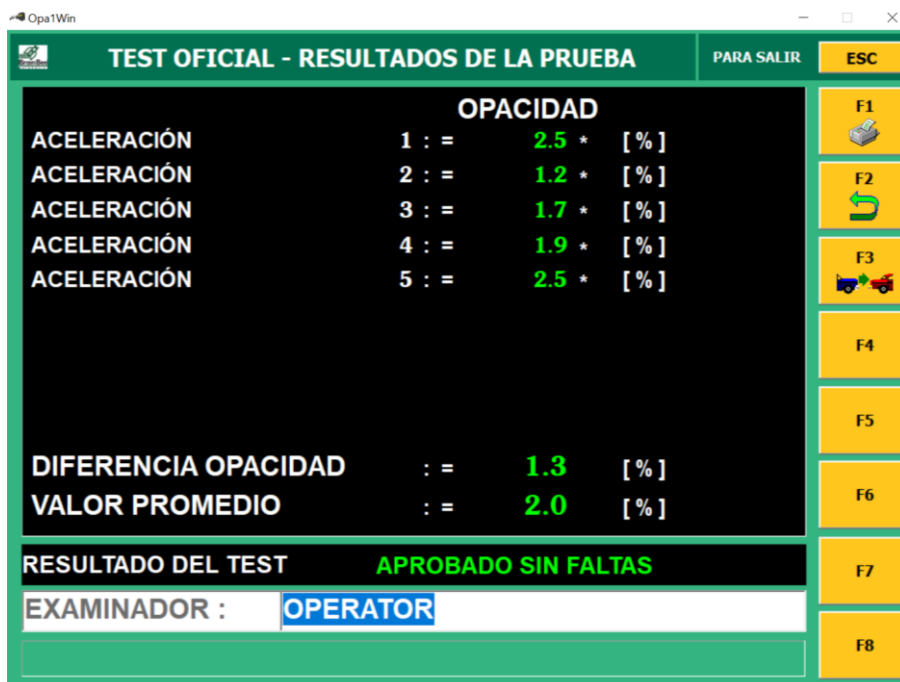 Opa1Win
TEST OFICIAL - RESULTADOS DE LA PRUEBA
PARA SALIR
ESC
OPACIDAD
ACELERACIÓN 1 : = 2.5 * [ % ]
ACELERACIÓN 2 : = 1.2 * [ % ]
ACELERACIÓN 3 : = 1.7 * [ % ]
ACELERACIÓN 4 : = 1.9 * [ % ]
ACELERACIÓN 5 : = 2.5 * [ % ]
DIFERENCIA OPACIDAD : = 1.3 [ % ]
VALOR PROMEDIO : = 2.0 [ % ]
RESULTADO DEL TEST APROBADO SIN FALTAS
EXAMINADOR : OPERATOR
F1
F2
F3
F4
F5
F6
F7
F8